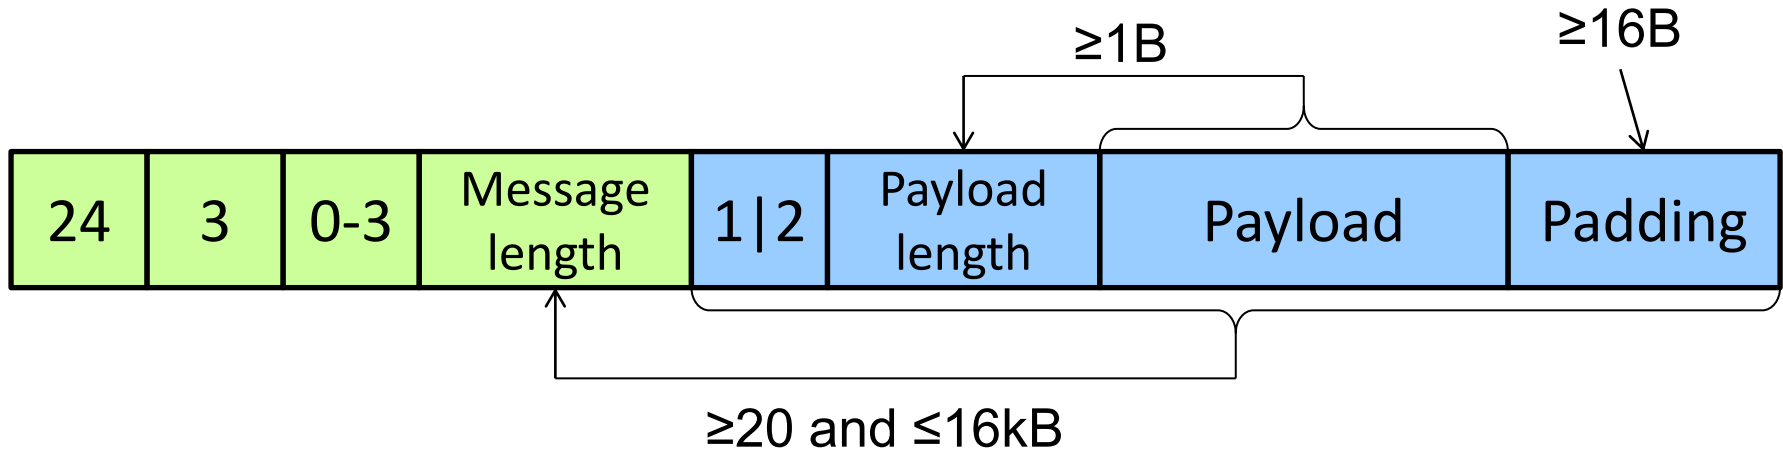 ≥1B
≥16B
24
3
0-3
Message
length
1|2
Payload
length
Payload
Padding
≥20 and ≤16kB